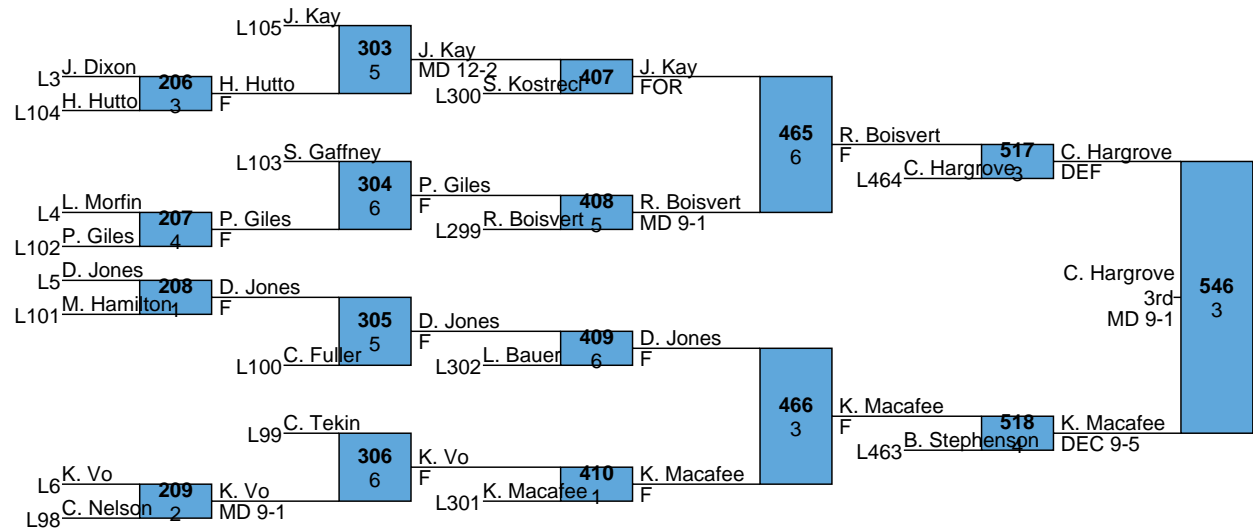 J. Kay
L105
303
5
J. Kay
MD 12-2
J. Dixon
L3
206
3
H. Hutto
F
H. Hutto
L104
407
S. Kostreci
L300
J. Kay
FOR
465
6
R. Boisvert
F
S. Gaffney
L103
304
6
P. Giles
F
L. Morfin
L4
207
4
P. Giles
F
P. Giles
L102
408
5
R. Boisvert
L299
R. Boisvert
MD 9-1
517
3
C. Hargrove
L464
C. Hargrove
DEF
D. Jones
L5
208
1
D. Jones
F
M. Hamilton
L101
305
5
D. Jones
F
C. Fuller
L100
409
6
L. Bauer
L302
D. Jones
F
C. Hargrove
3rd
MD 9-1
546
3
466
3
K. Macafee
F
518
4
B. Stephenson
L463
K. Macafee
DEC 9-5
C. Tekin
L99
306
6
K. Vo
F
K. Vo
L6
209
2
K. Vo
MD 9-1
C. Nelson
L98
410
1
K. Macafee
L301
K. Macafee
F